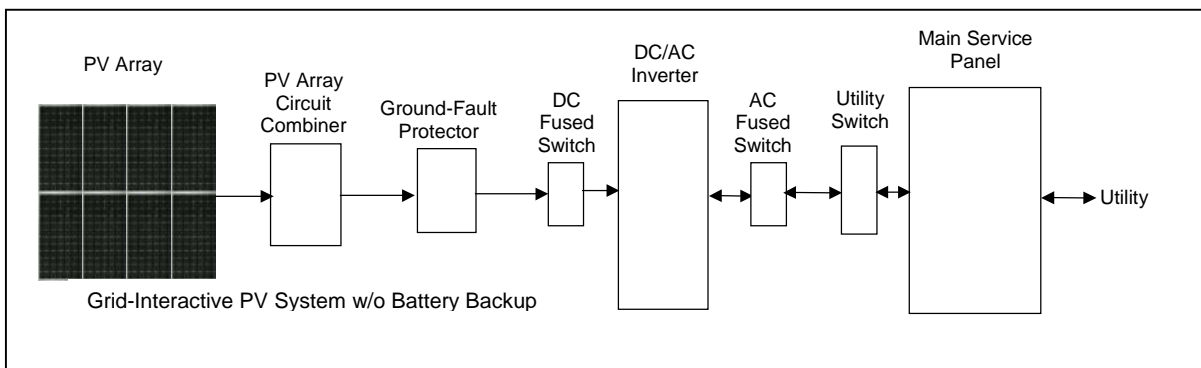 PV Array
PV Array
Circuit
Combiner
Ground-Fault
Protector
DC
Fused
Switch
DC/AC
Inverter
AC
Fused
Switch
Utility
Switch
Main Service
Panel
Utility
Grid-Interactive PV System w/o Battery Backup